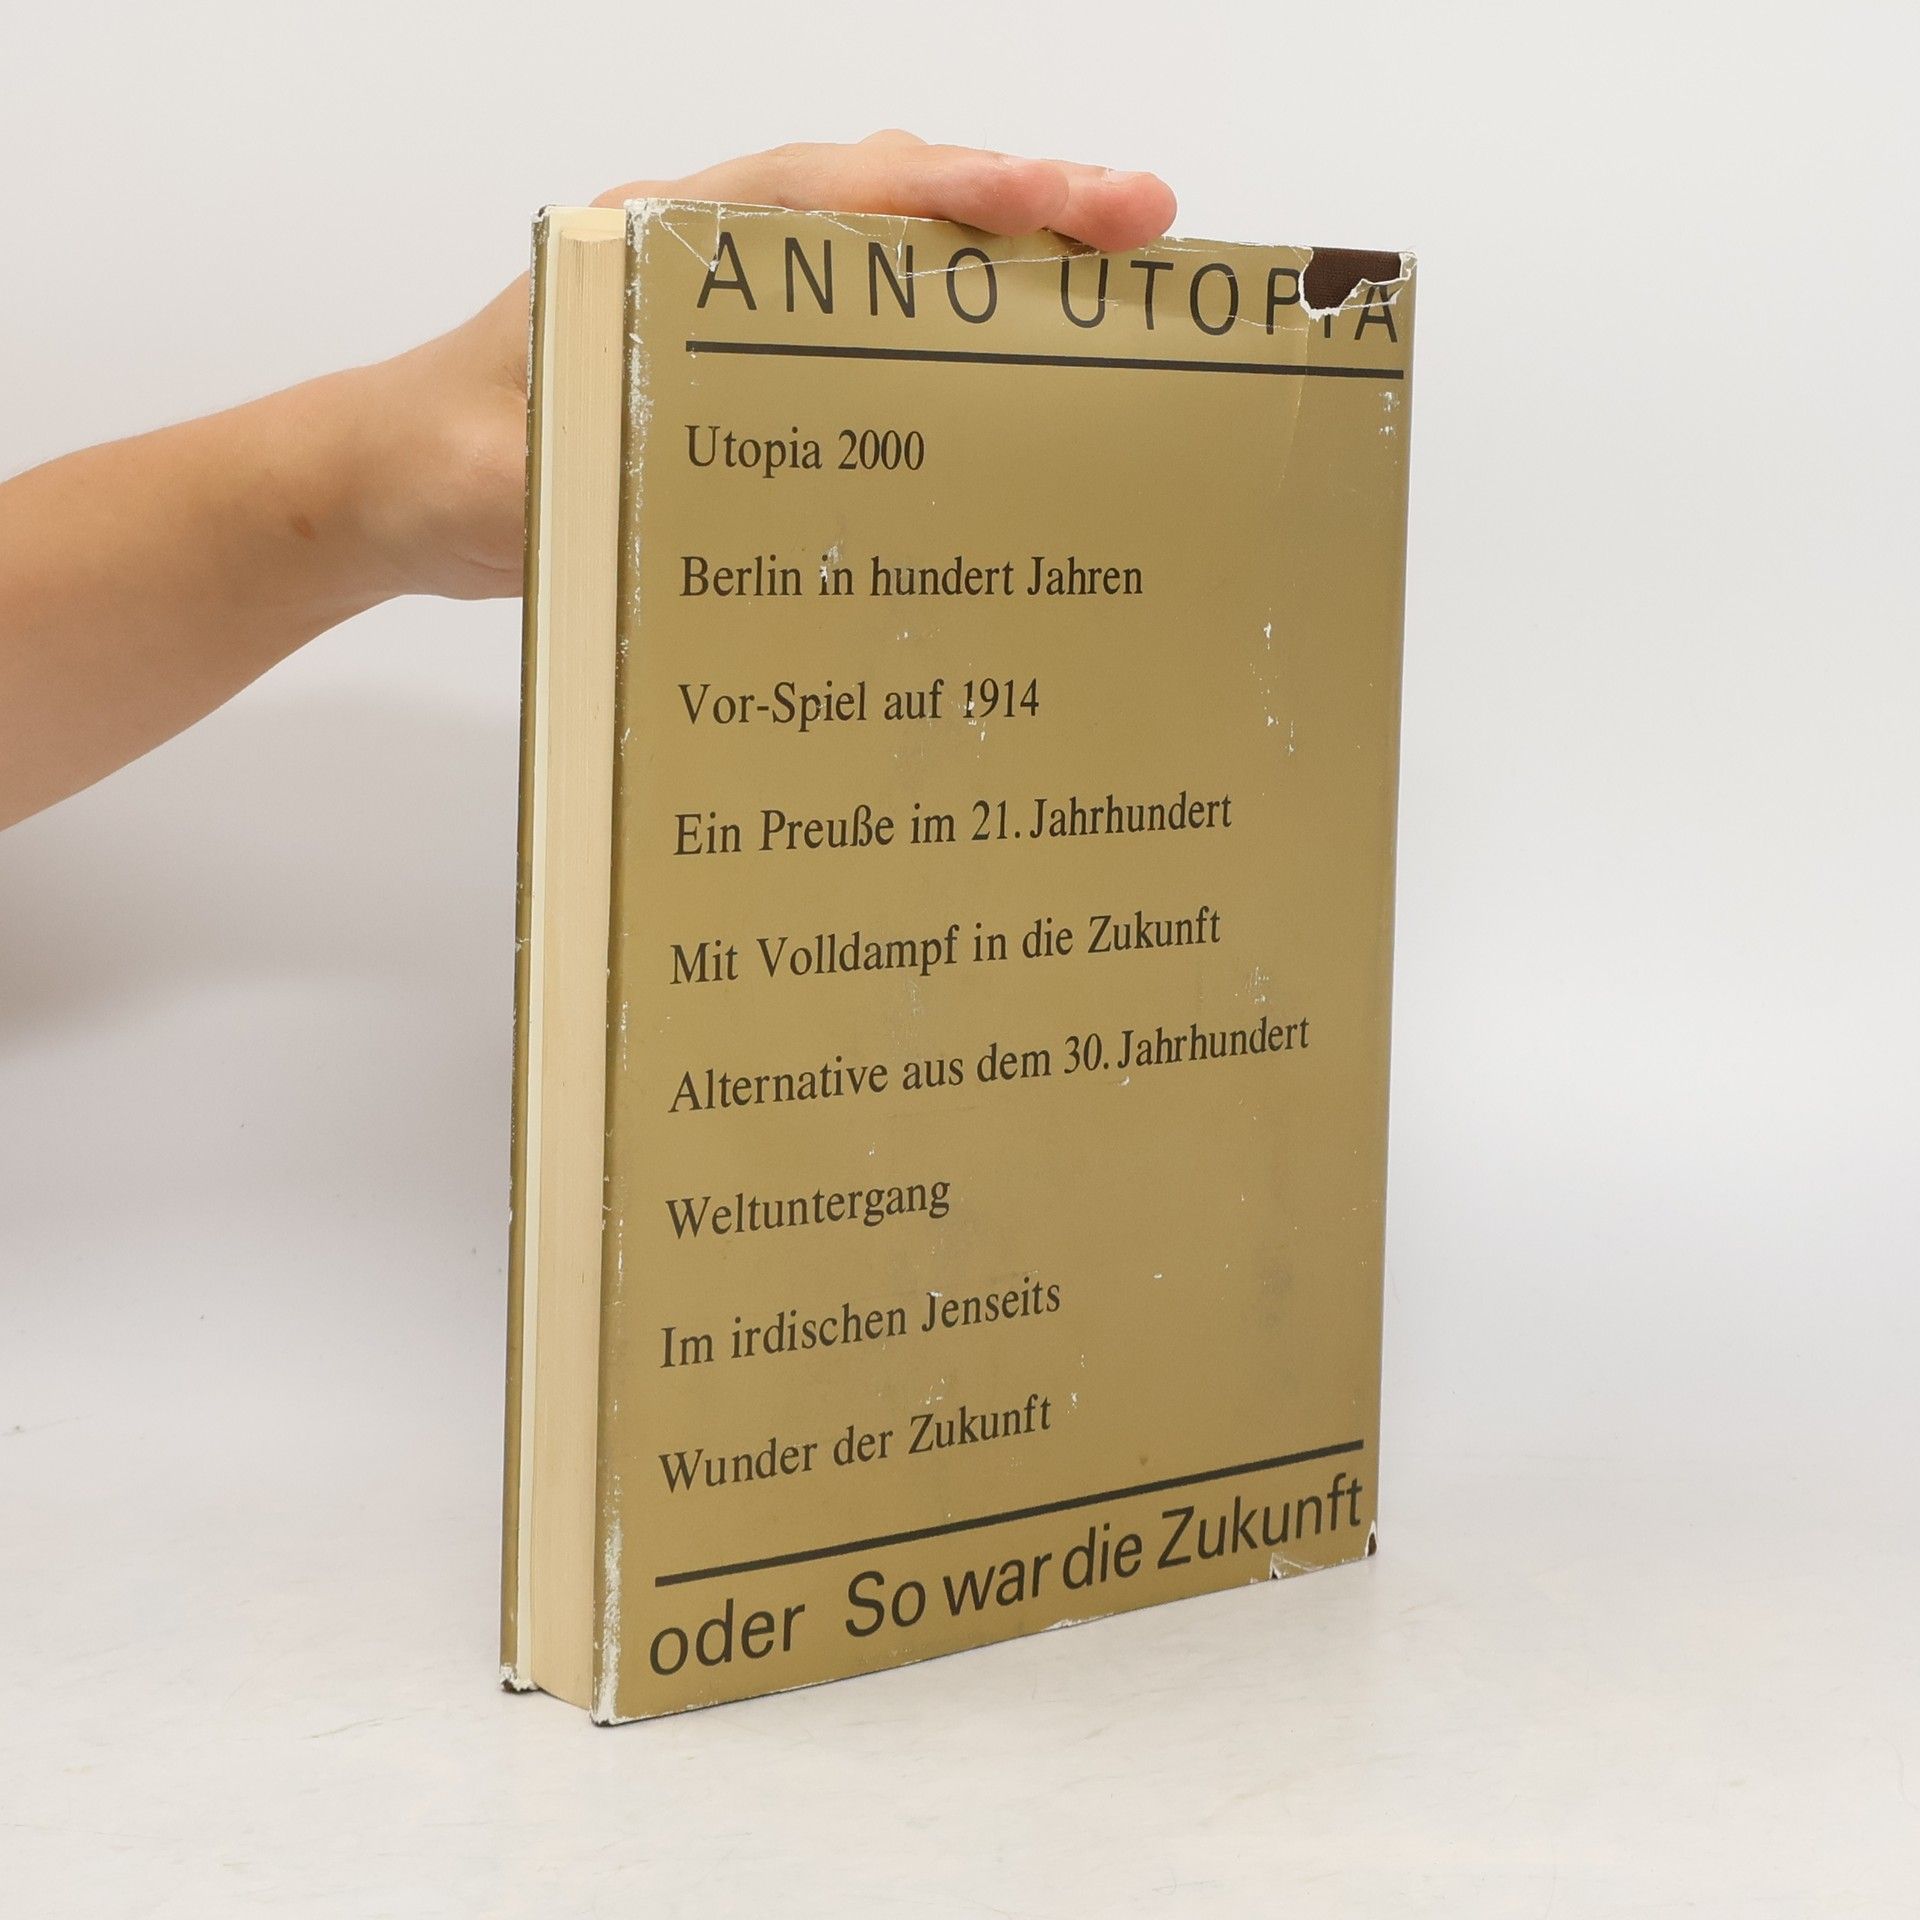 ANNO UTOPIA
Utopia 2000
Berlin in hundert Jahren
Vor-Spiel auf 1914
Ein Preuße im 21. Jahrhundert
Mit Volldampf in die Zukunft
Alternative aus dem 30. Jahrhundert
Weltuntergang
Im irdischen Jenseits
Wunder der Zukunft
oder So war die Zukunft